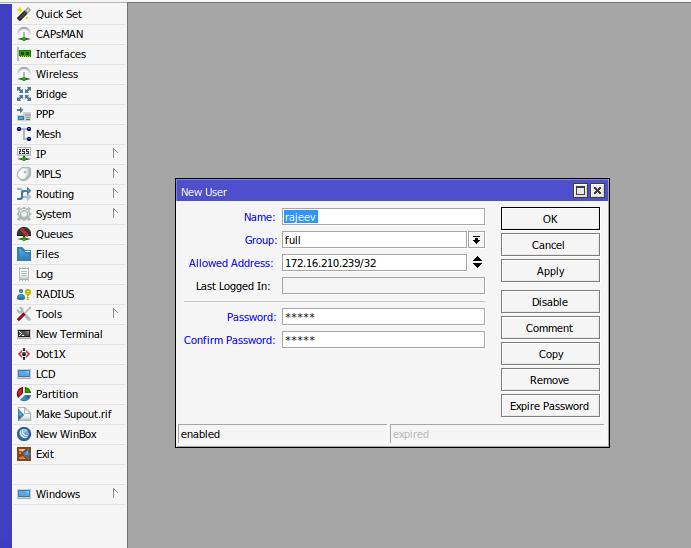 Quick Set
CAPsMAN
Interfaces
Wireless
Bridge
PPP
Mesh
255
IP
MPLS
Routing
System
Queues
Files
Log
RADIUS
Tools
New Terminal
Dot1X
LCD
Partition
Make Supout.rif
New WinBox
Exit
Windows
New User
Name: rajeev
Group: full
Allowed Address: 172.16.210.239/32
Last Logged In:
Password: *****
Confirm Password: *****
OK
Cancel
Apply
Disable
Comment
Copy
Remove
Expire Password
enabled
expired